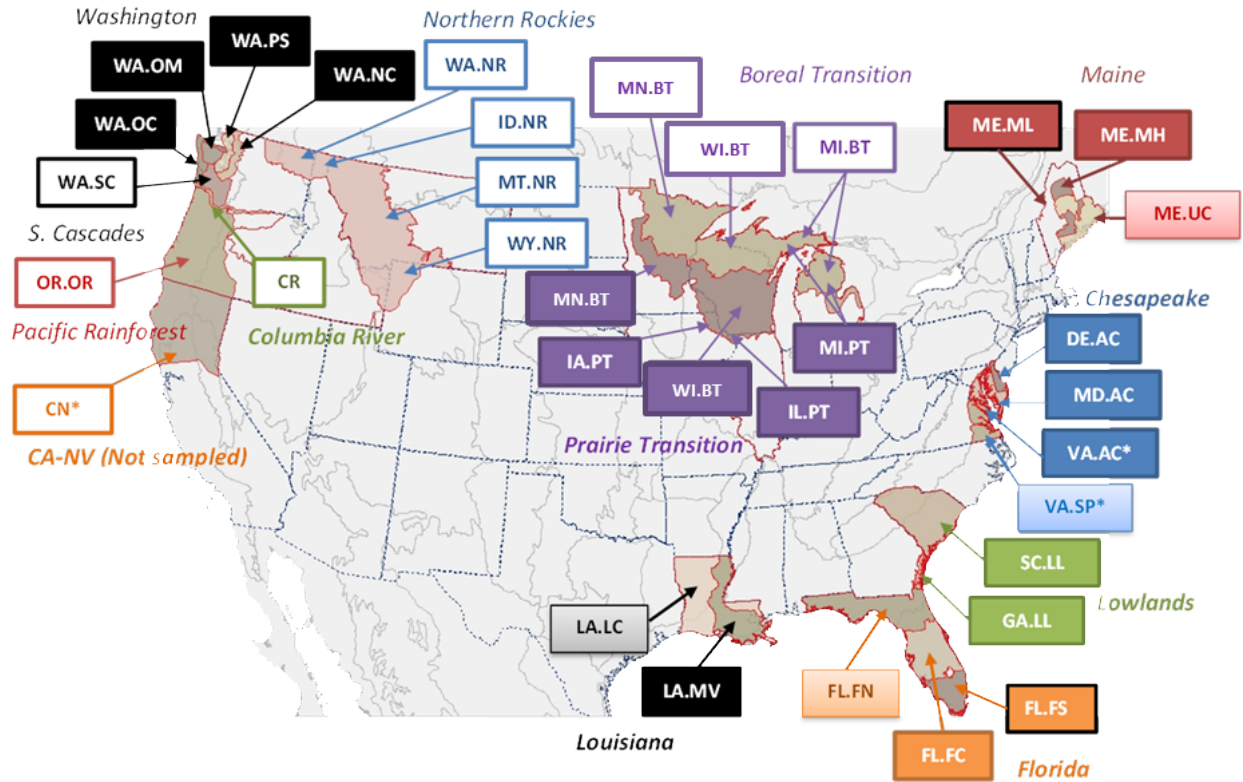 Washington
WA.PS
Northern Rockies
WA.OM
WA.NC
WA.NR
Boreal Transition
Maine
MN.BT
WA.OC
ID.NR
ME.ML
ME.MH
WI.BT
MI.BT
WA.SC
MT.NR
ME.UC
S. Cascades
WY.NR
OR.OR
CR
MN.BT
Chesapeake
Pacific Rainforest
Columbia River
DE.AC
IA.PT
MI.PT
WI.BT
MD.AC
CN*
IL.PT
Prairie Transition
VA.AC*
CA-NV (Not sampled)
VA.SP*
SC.LL
Lowlands
LA.LC
GA.LL
LA.MV
FL.FN
FL.FS
Louisiana
FL.FC
Florida